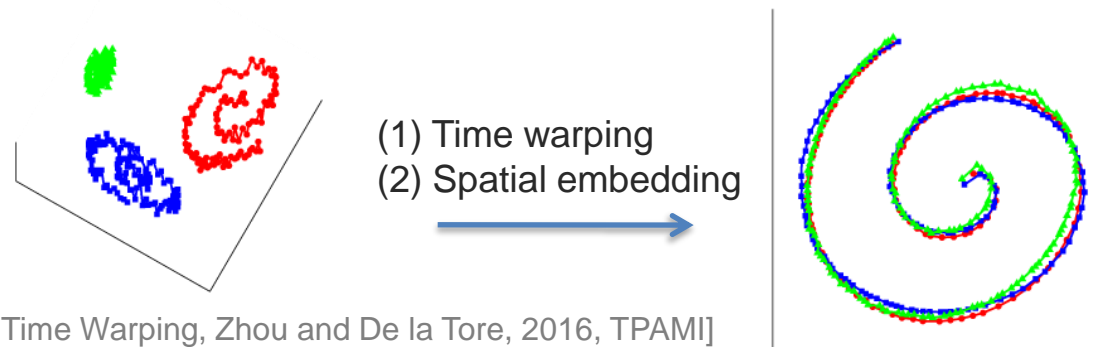 (1) Time warping
(2) Spatial embedding
Time Warping, Zhou and De la Tore, 2016, TPAMI]